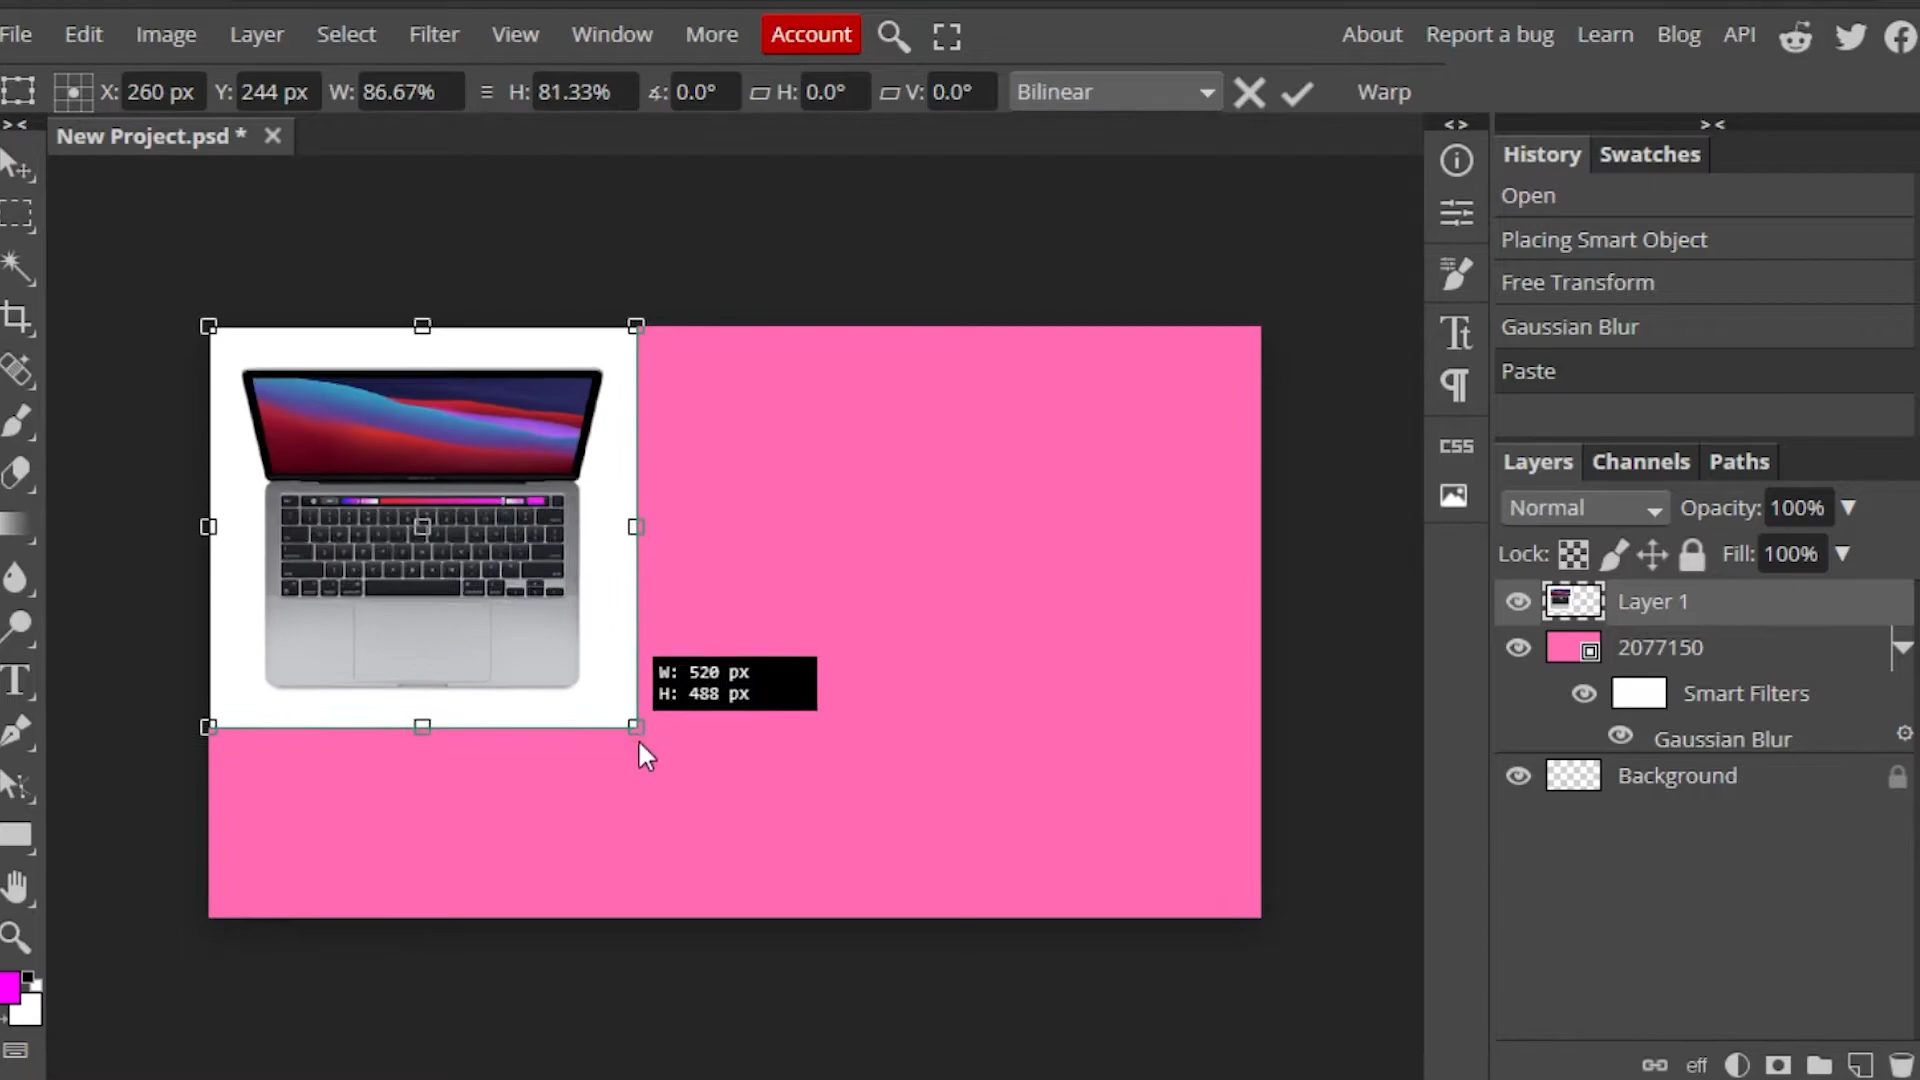 File Edit Image Layer Select Filter View Window More Account About Report a bug Learn Blog API
X: 260 px Y: 244 px W: 86.67% H: 81.33% ∡: 0.0° H: 0.0° V: 0.0° Bilinear Warp
New Project.psd *
> <
< >
> <
History Swatches
Open
Placing Smart Object
Free Transform
Gaussian Blur
Paste
CSS
Layers Channels Paths
Normal Opacity: 100%
Lock: Fill: 100%
Layer 1
2077150
Smart Filters
Gaussian Blur
Background
W: 520 px
H: 488 px
eff